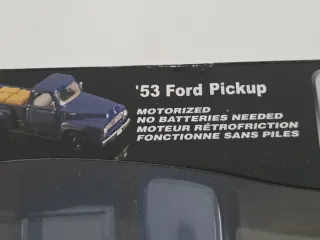 '53 Ford Pickup
MOTORIZED
NO BATTERIES NEEDED
MOTEUR RÉTROFRICTION
FONCTIONNE SANS PILES